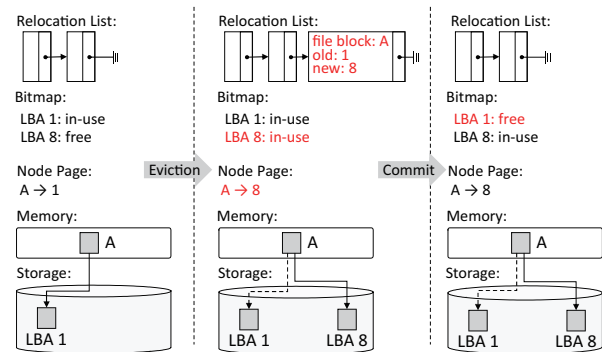 Relocation List:
Bitmap:
LBA 1: in-use
LBA 8: free
Node Page:
A → 1
Memory:
A
Storage:
LBA 1
Eviction
Relocation List:
file block: A
old: 1
new: 8
Bitmap:
LBA 1: in-use
LBA 8: in-use
Node Page:
A → 8
Memory:
A
Storage:
LBA 1
LBA 8
Commit
Relocation List:
Bitmap:
LBA 1: free
LBA 8: in-use
Node Page:
A → 8
Memory:
A
Storage:
LBA 1
LBA 8